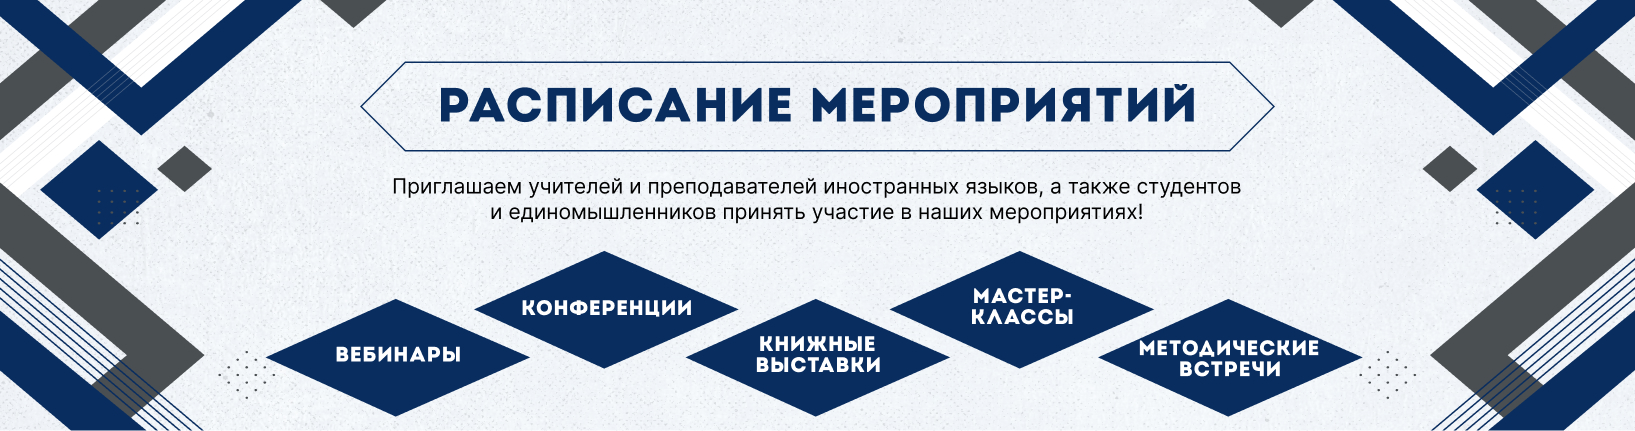 РАСПИСАНИЕ МЕРОПРИЯТИЙ
Приглашаем учителей и преподавателей иностранных языков, а также студентов
и единомышленников принять участие в наших мероприятиях!
ВЕБИНАРЫ
КОНФЕРЕНЦИИ
КНИЖНЫЕ
ВЫСТАВКИ
МАСТЕР-
КЛАССЫ
МЕТОДИЧЕСКИЕ
ВСТРЕЧИ